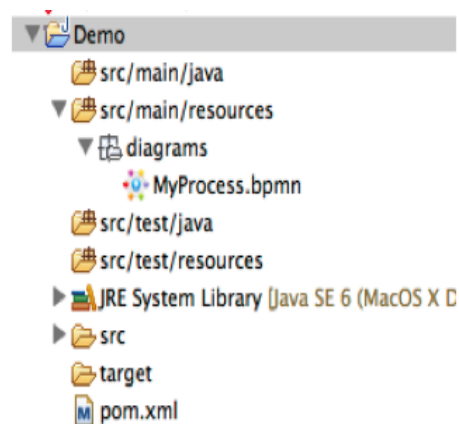 Demo
src/main/java
src/main/resources
diagrams
MyProcess.bpmn
src/test/java
src/test/resources
JRE System Library [Java SE 6 (MacOS X D
src
target
pom.xml